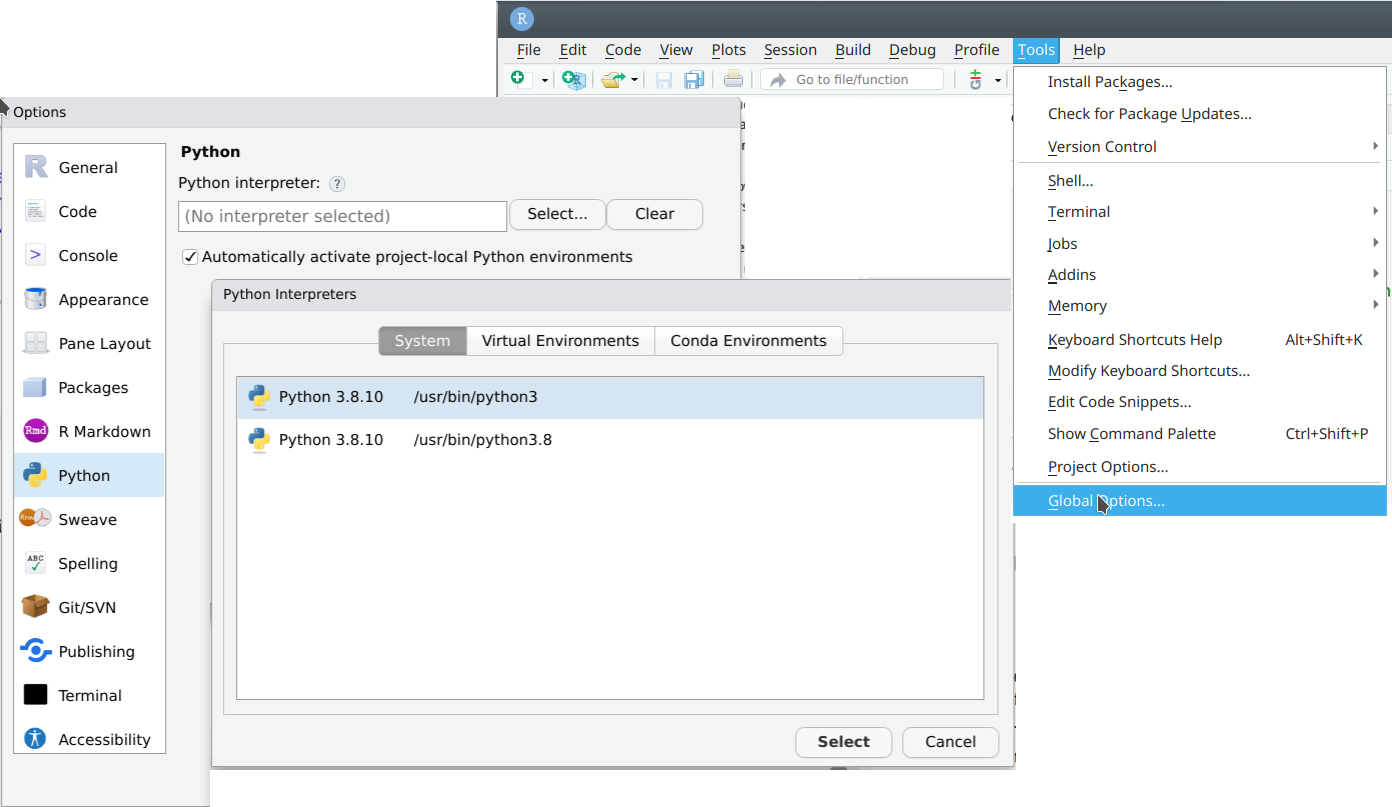 R
File Edit Code View Plots Session Build Debug Profile Tools Help
Go to file/function
Install Packages...
Check for Package Updates...
Version Control
Shell...
Terminal
Jobs
Addins
Memory
Keyboard Shortcuts Help Alt+Shift+K
Modify Keyboard Shortcuts...
Edit Code Snippets...
Show Command Palette Ctrl+Shift+P
Project Options...
Global Options...
Options
R General
Code
> Console
Appearance
Pane Layout
Packages
Rmd R Markdown
Python
Sweave
ABC Spelling
Git/SVN
Publishing
Terminal
Accessibility
Python
Python interpreter: ?
(No interpreter selected) Select... Clear
Automatically activate project-local Python environments
Python Interpreters
System Virtual Environments Conda Environments
Python 3.8.10 /usr/bin/python3
Python 3.8.10 /usr/bin/python3.8
Select Cancel